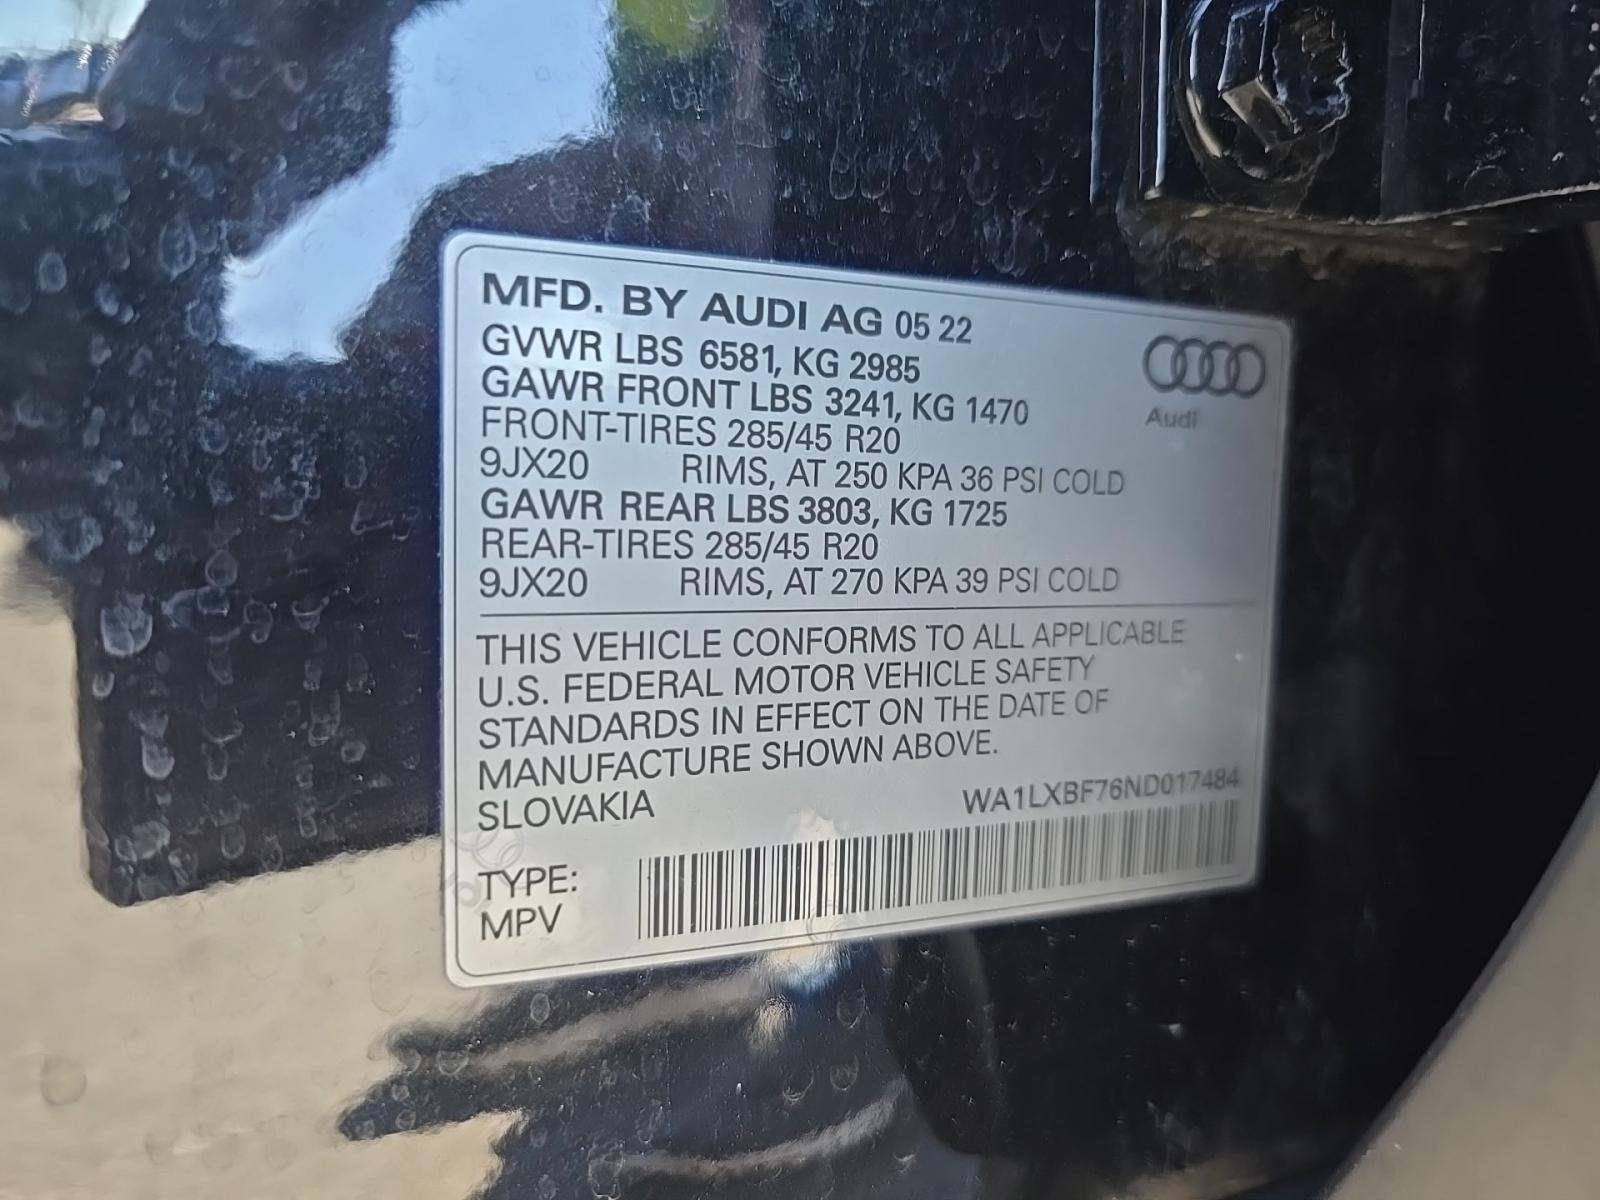 MFD. BY AUDI AG 05 22
GVWR LBS 6581, KG 2985
GAWR FRONT LBS 3241, KG 1470
FRONT-TIRES 285/45 R20
9JX20 RIMS, AT 250 KPA 36 PSI COLD
GAWR REAR LBS 3803, KG 1725
REAR-TIRES 285/45 R20
9JX20 RIMS, AT 270 KPA 39 PSI COLD
Audi
THIS VEHICLE CONFORMS TO ALL APPLICABLE
U.S. FEDERAL MOTOR VEHICLE SAFETY
STANDARDS IN EFFECT ON THE DATE OF
MANUFACTURE SHOWN ABOVE.
SLOVAKIA
WA1LXBF76ND017484
TYPE:
MPV